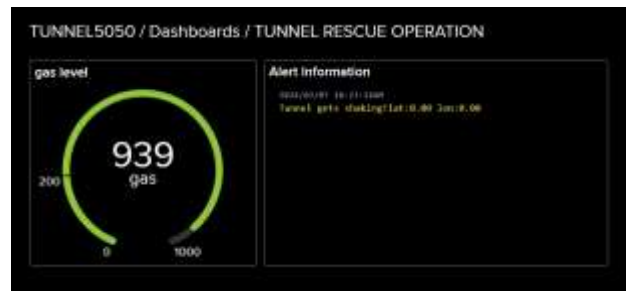 TUNNEL5050 / Dashboards / TUNNEL RESCUE OPERATION
gas level
939
gas
200
0
1000
Alert Information
Tunnel gets shaking!lat:0.00 lon:0.00